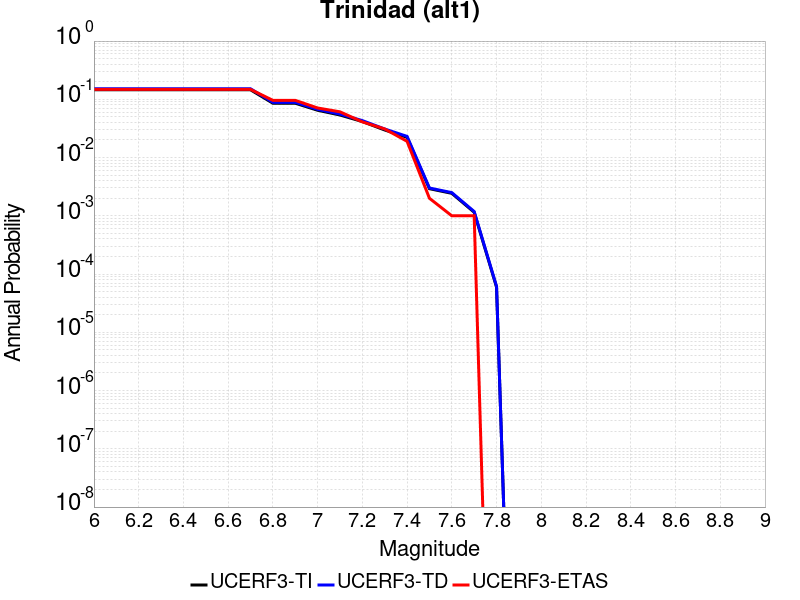 Trinidad (alt1)
10^0
10^-1
10^-2
10^-3
10^-4
10^-5
10^-6
10^-7
10^-8
Annual Probability
6 6.2 6.4 6.6 6.8 7 7.2 7.4 7.6 7.8 8 8.2 8.4 8.6 8.8 9
Magnitude
UCERF3-TI UCERF3-TD UCERF3-ETAS